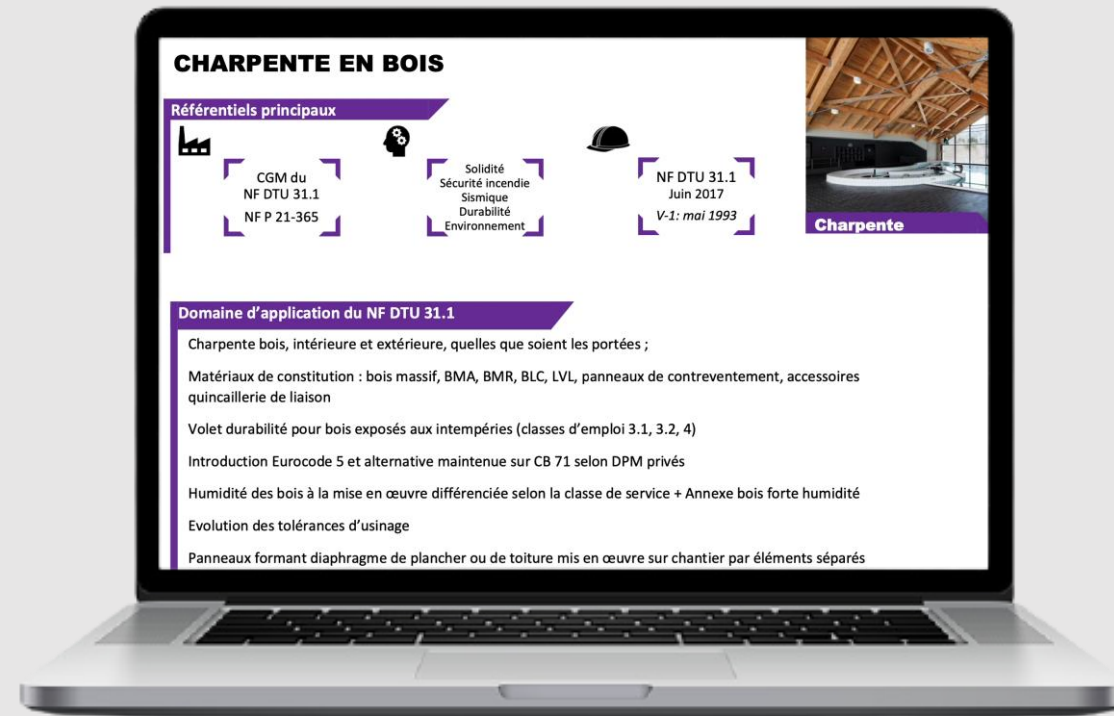 CHARPENTE EN BOIS
Référentiels principaux
CGM du
NF DTU 31.1
NF P 21-365
Solidité
Sécurité incendie
Sismique
Durabilité
Environnement
NF DTU 31.1
Juin 2017
V-1: mai 1993
Charpente
Domaine d’application du NF DTU 31.1
Charpente bois, intérieure et extérieure, quelles que soient les portées ;
Matériaux de constitution : bois massif, BMA, BMR, BLC, LVL, panneaux de contreventement, accessoires
quincaillerie de liaison
Volet durabilité pour bois exposés aux intempéries (classes d’emploi 3.1, 3.2, 4)
Introduction Eurocode 5 et alternative maintenue sur CB 71 selon DPM privés
Humidité des bois à la mise en œuvre différenciée selon la classe de service + Annexe bois forte humidité
Evolution des tolérances d’usinage
Panneaux formant diaphragme de plancher ou de toiture mis en œuvre sur chantier par éléments séparés